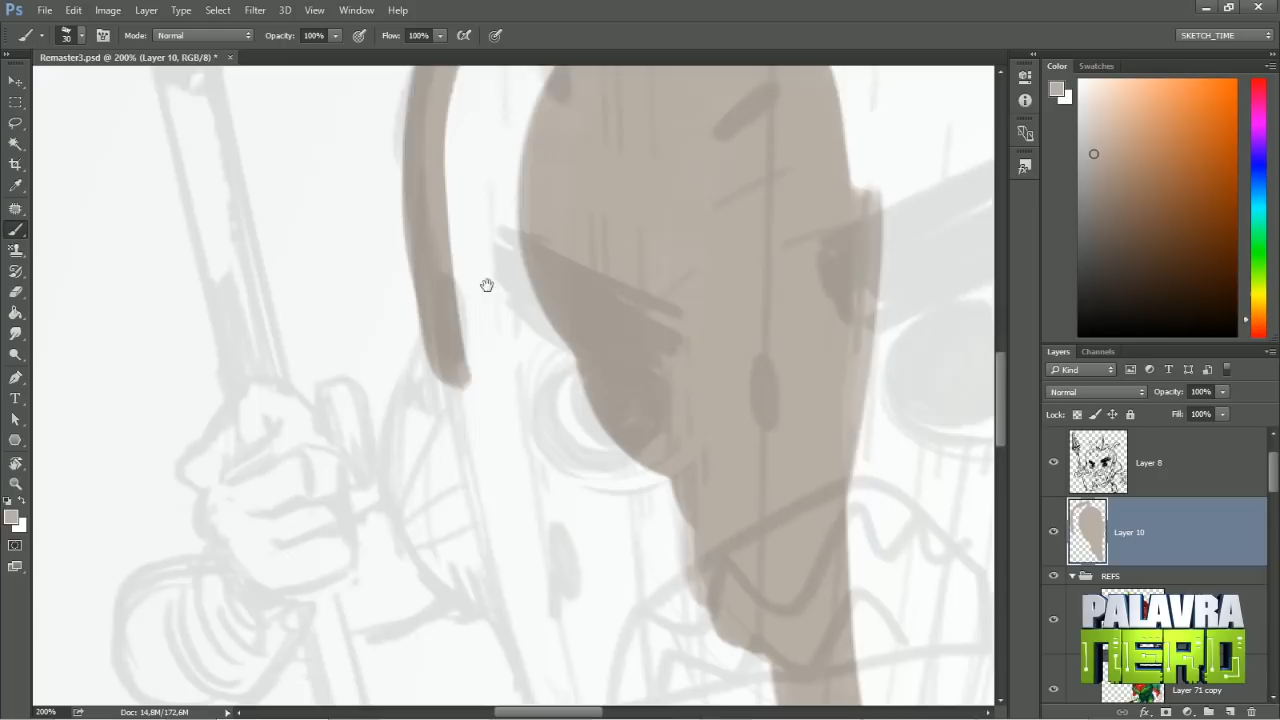 Ps File Edit Image Layer Type Select Filter 3D View Window Help
30 Mode: Normal Opacity: 100% Flow: 100% SKETCH_TIME
Remaster3.psd @ 200% (Layer 10, RGB/8) * ×
Color Swatches
Layers Channels
Kind
Normal Opacity: 100%
Lock: Fill: 100%
Layer 8
Layer 10
REFS
PALAVRA
NERD
Layer 71 copy
200% Doc: 14,8M/172,6M